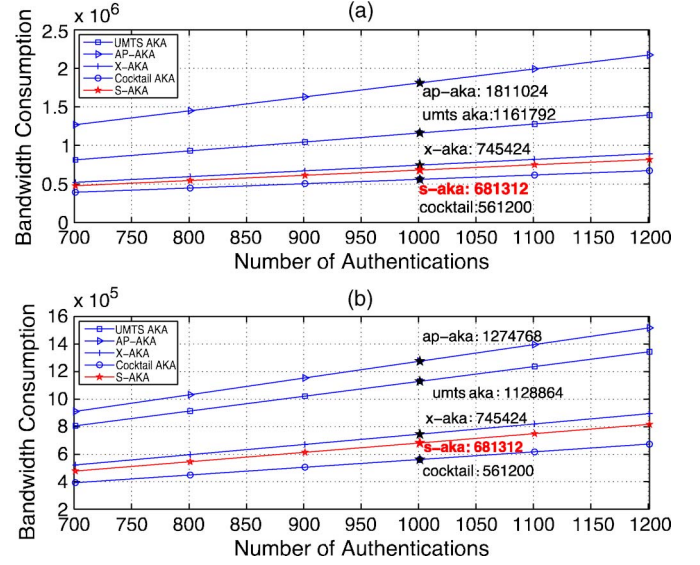 (a)
x 10^6
2.5
2
1.5
1
0.5
0
Bandwidth Consumption
UMTS AKA
AP-AKA
X-AKA
Cocktail AKA
S-AKA
ap-aka: 1811024
umts aka:1161792
x-aka: 745424
s-aka: 681312
cocktail:561200
700 750 800 850 900 950 1000 1050 1100 1150 1200
Number of Authentications
(b)
x 10^5
16
14
12
10
8
6
4
2
Bandwidth Consumption
UMTS AKA
AP-AKA
X-AKA
Cocktail AKA
S-AKA
ap-aka: 1274768
umts aka: 1128864
x-aka: 745424
s-aka: 681312
cocktail: 561200
700 750 800 850 900 950 1000 1050 1100 1150 1200
Number of Authentications